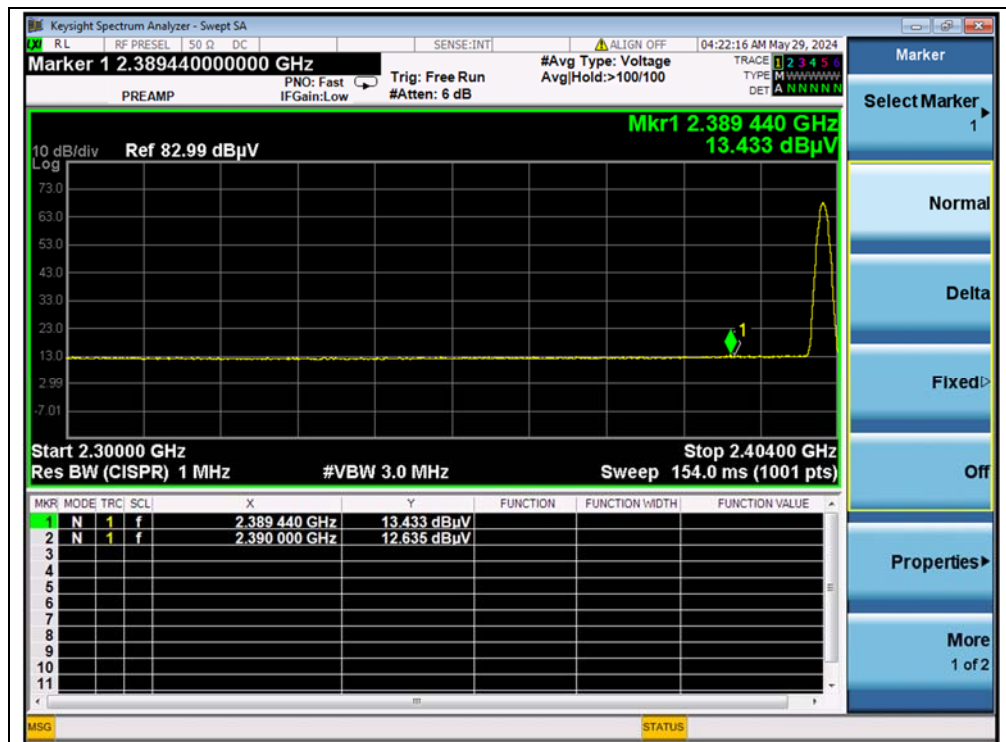 Keysight Spectrum Analyzer - Swept SA
LXI RL RF PRESEL 50 Ω DC SENSE:INT ALIGN OFF 04:22:16 AM May 29, 2024
Marker 1 2.389440000000 GHz #Avg Type: Voltage TRACE 1 2 3 4 5 6
PNO: Fast Trig: Free Run Avg|Hold:>100/100 TYPE M WWWWW
PREAMP IFGain:Low #Atten: 6 dB DET A N N N N N
Mkr1 2.389 440 GHz
10 dB/div Ref 82.99 dBµV 13.433 dBµV
Log
73.0
63.0
53.0
43.0
33.0
23.0
1
13.0
2.99
-7.01
Start 2.30000 GHz Stop 2.40400 GHz
Res BW (CISPR) 1 MHz #VBW 3.0 MHz Sweep 154.0 ms (1001 pts)
MKR MODE TRC SCL X Y FUNCTION FUNCTION WIDTH FUNCTION VALUE
1 N 1 f 2.389 440 GHz 13.433 dBµV
2 N 1 f 2.390 000 GHz 12.635 dBµV
3
4
5
6
7
8
9
10
11
MSG STATUS
Marker
Select Marker
1
Normal
Delta
Fixed
Off
Properties
More
1 of 2